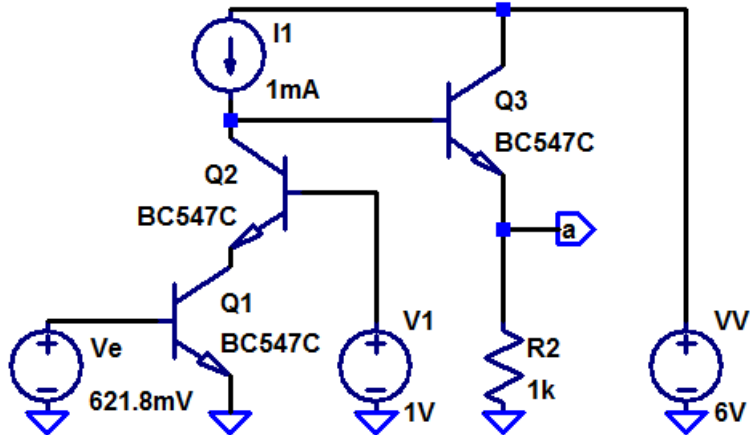 I1
1mA
Q3
BC547C
Q2
BC547C
a
Q1
BC547C
Ve
621.8mV
V1
1V
R2
1k
VV
6V